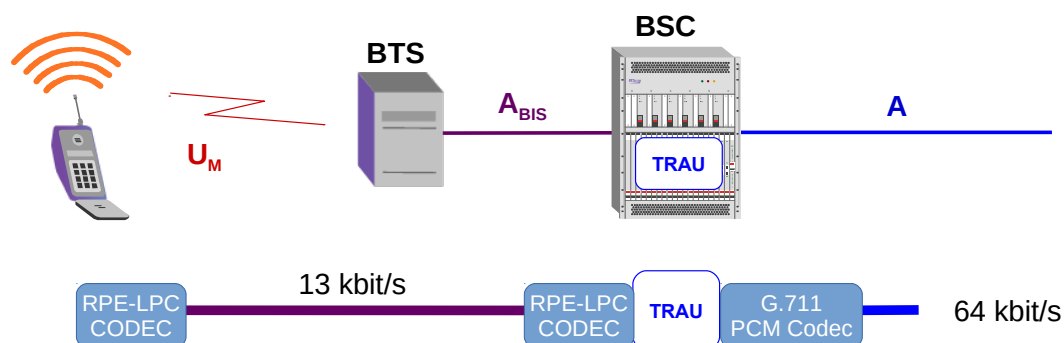 BSC
BTS
A_BIS
A
U_M
TRAU
13 kbit/s
RPE-LPC
CODEC
RPE-LPC
CODEC
TRAU
G.711
PCM Codec
64 kbit/s